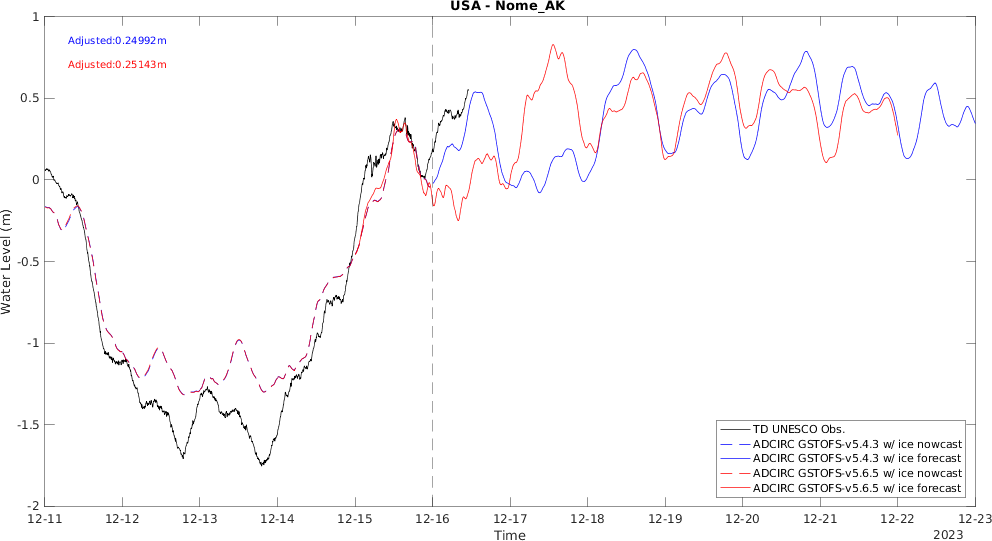 USA - Nome_AK
Adjusted:0.24992m
Adjusted:0.25143m
Water Level (m)
1
0.5
0
-0.5
-1
-1.5
-2
TD UNESCO Obs.
ADCIRC GSTOFS-v5.4.3 w/ ice nowcast
ADCIRC GSTOFS-v5.4.3 w/ ice forecast
ADCIRC GSTOFS-v5.6.5 w/ ice nowcast
ADCIRC GSTOFS-v5.6.5 w/ ice forecast
12-11 12-12 12-13 12-14 12-15 12-16 12-17 12-18 12-19 12-20 12-21 12-22 12-23
Time
2023